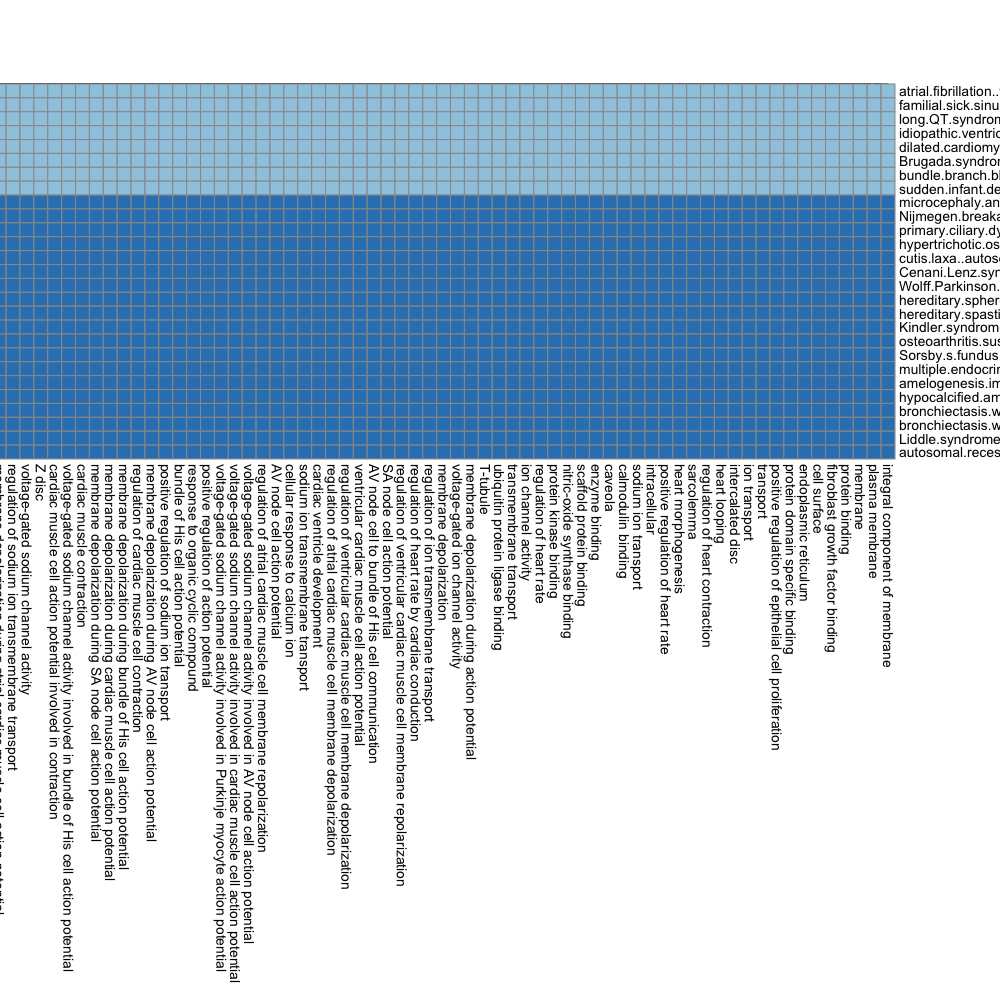 atrial.fibrillation..
familial.sick.sinu
long.QT.syndrom
idiopathic.ventric
dilated.cardiomy
Brugada.syndrom
bundle.branch.bl
sudden.infant.de
microcephaly.an
Nijmegen.breaka
primary.ciliary.dy
hypertrichotic.os
cutis.laxa..autos
Cenani.Lenz.syn
Wolff.Parkinson.
hereditary.spher
hereditary.spasti
Kindler.syndrom
osteoarthritis.sus
Sorsby.s.fundus.
multiple.endocrin
amelogenesis.im
hypocalcified.am
bronchiectasis.w
bronchiectasis.w
Liddle.syndrome
autosomal.reces
regulation of sodium ion transmembrane transport
voltage-gated sodium channel activity
Z disc
cardiac muscle cell action potential involved in contraction
voltage-gated sodium channel activity involved in bundle of His cell action potential
cardiac muscle contraction
membrane depolarization during SA node cell action potential
membrane depolarization during cardiac muscle cell action potential
membrane depolarization during bundle of His cell action potential
regulation of cardiac muscle cell contraction
membrane depolarization during AV node cell action potential
positive regulation of sodium ion transport
bundle of His cell action potential
response to organic cyclic compound
positive regulation of action potential
voltage-gated sodium channel activity involved in Purkinje myocyte action potential
voltage-gated sodium channel activity involved in cardiac muscle cell action potential
voltage-gated sodium channel activity involved in AV node cell action potential
regulation of atrial cardiac muscle cell membrane repolarization
AV node cell action potential
cellular response to calcium ion
sodium ion transmembrane transport
cardiac ventricle development
regulation of atrial cardiac muscle cell membrane depolarization
regulation of ventricular cardiac muscle cell membrane depolarization
ventricular cardiac muscle cell action potential
AV node cell to bundle of His cell communication
SA node cell action potential
regulation of ventricular cardiac muscle cell membrane repolarization
regulation of heart rate by cardiac conduction
regulation of ion transmembrane transport
membrane depolarization
voltage-gated ion channel activity
membrane depolarization during action potential
T-tubule
ubiquitin protein ligase binding
transmembrane transport
ion channel activity
regulation of heart rate
protein kinase binding
nitric-oxide synthase binding
scaffold protein binding
enzyme binding
caveola
calmodulin binding
sodium ion transport
intracellular
positive regulation of heart rate
heart morphogenesis
sarcolemma
regulation of heart contraction
heart looping
intercalated disc
ion transport
transport
positive regulation of epithelial cell proliferation
protein domain specific binding
endoplasmic reticulum
cell surface
fibroblast growth factor binding
protein binding
membrane
plasma membrane
integral component of membrane